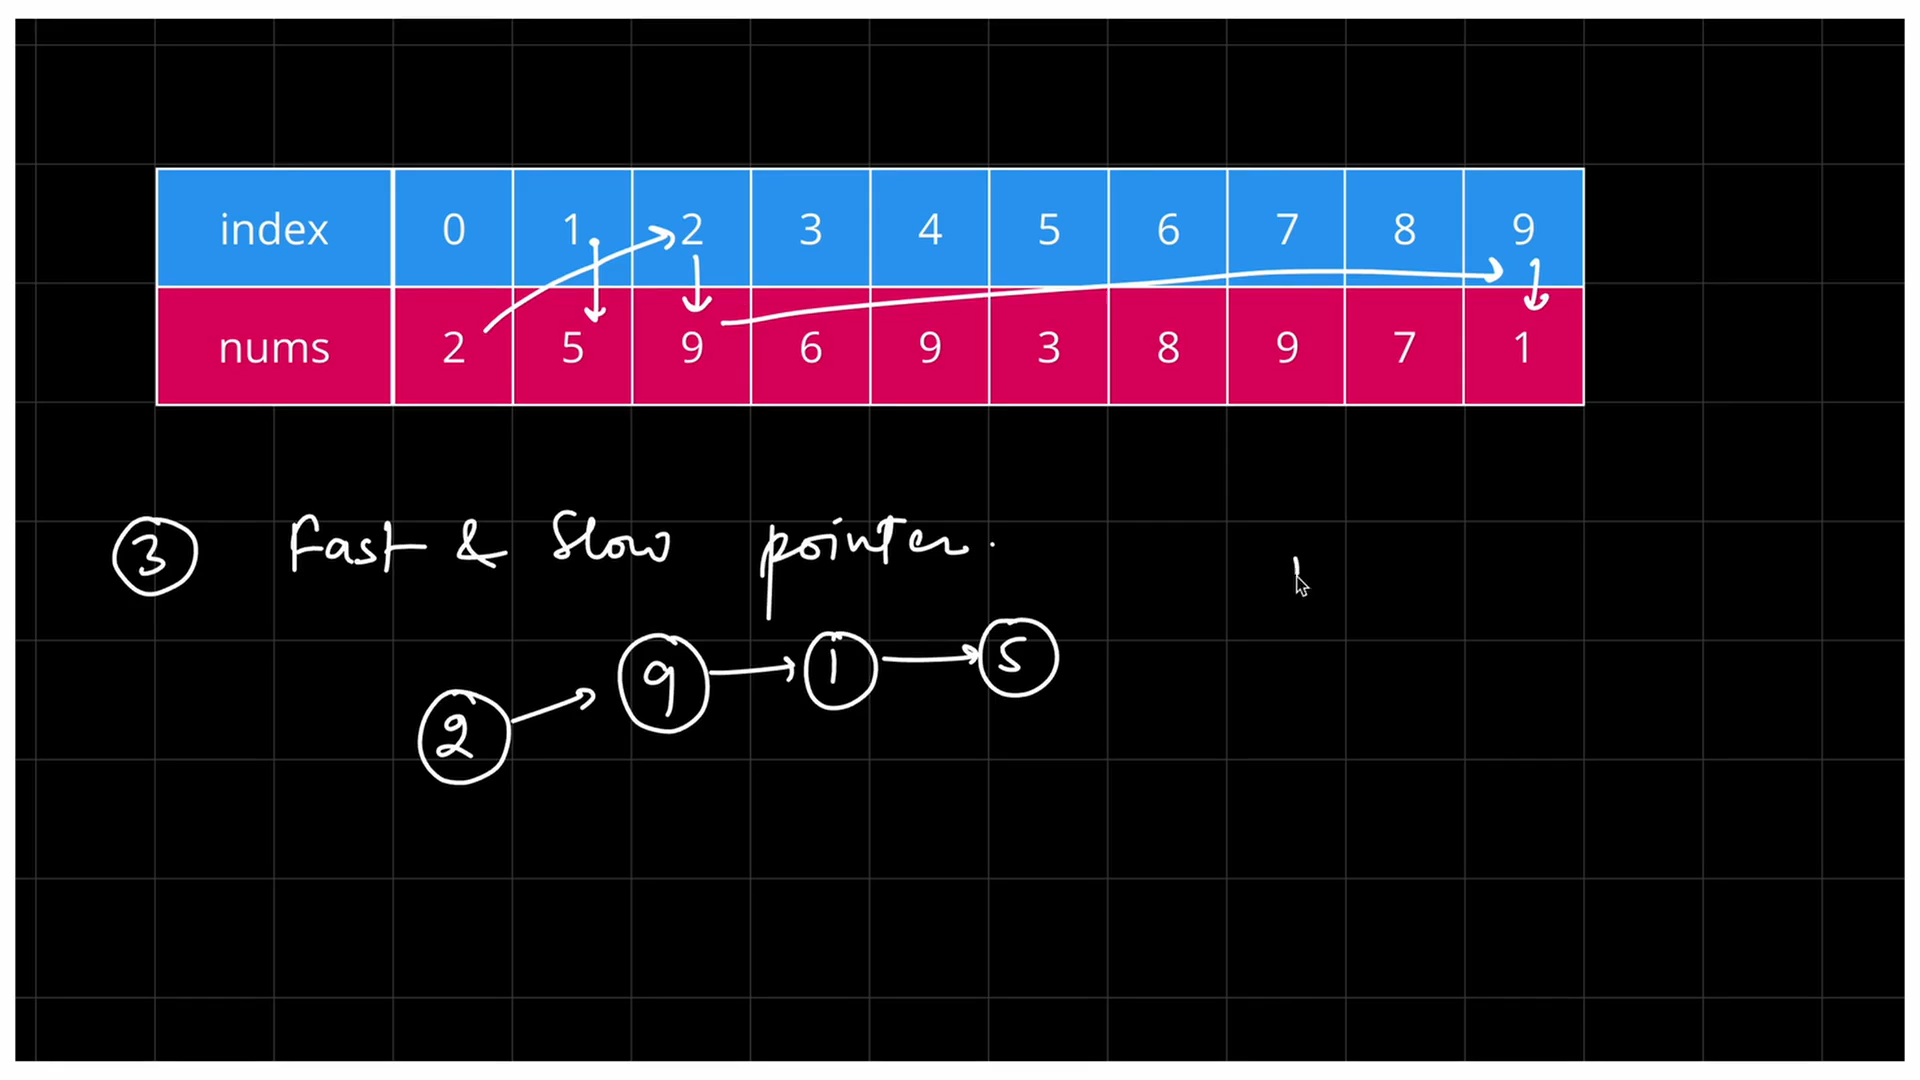 index 0 1 2 3 4 5 6 7 8 9
nums 2 5 9 6 9 3 8 9 7 1
3 Fast & Slow pointer.
2 9 1 5